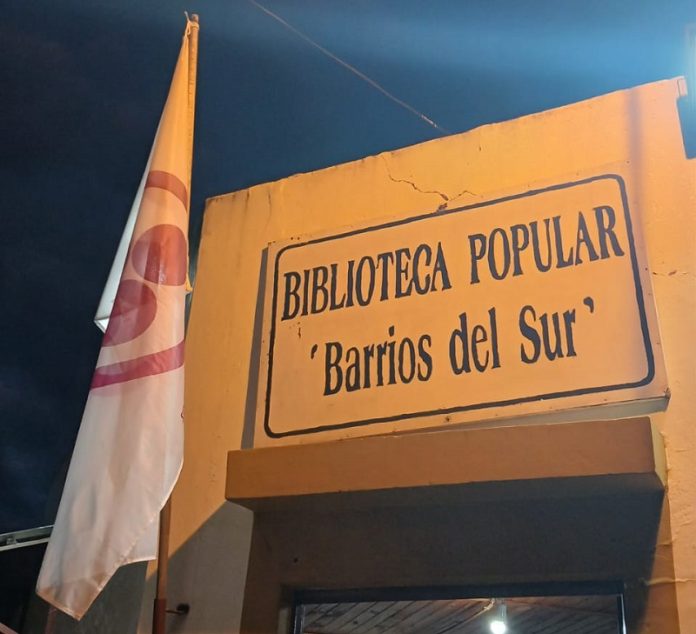 BIBLIOTECA POPULAR
'Barrios del Sur'